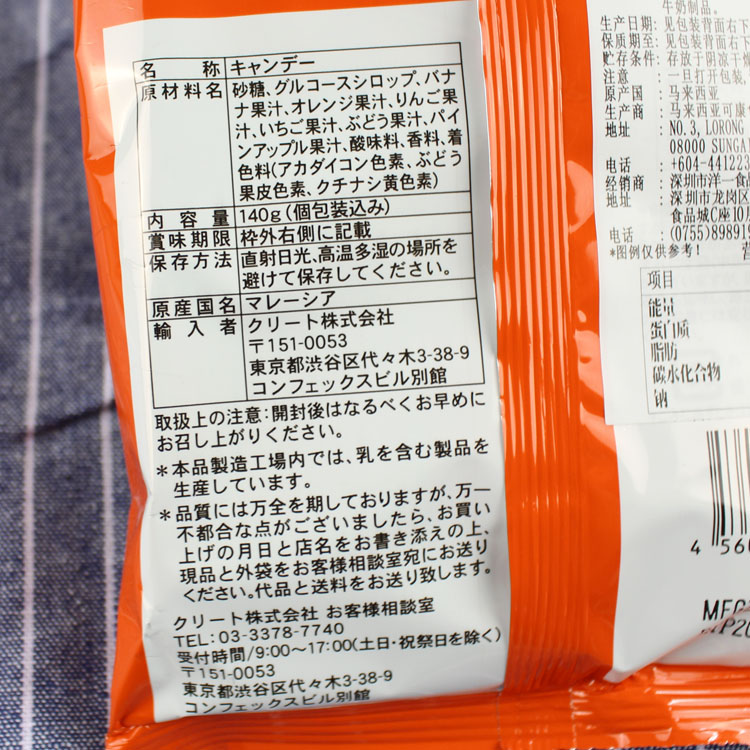 名称 キャンデー
原材料名 砂糖、グルコースシロップ、バナ
ナ果汁、オレンジ果汁、りんご果
汁、いちご果汁、ぶどう果汁、パイ
ンアップル果汁、酸味料、香料、着
色料(アカダイコン色素、ぶどう
果皮色素、クチナシ黄色素)
内容量 140g(個包装込み)
賞味期限 枠外右側に記載
保存方法 直射日光、高温多湿の場所を
避けて保存してください。
原産国名 マレーシア
輸入者 クリート株式会社
〒151-0053
東京都渋谷区代々木3-38-9
コンフェックスビル別館
取扱上の注意:開封後はなるべくお早めに
お召し上がりください。
*本品製造工場内では、乳を含む製品を
生産しています。
*品質には万全を期しておりますが、万一
不都合な点がございましたら、お買い
上げの月日と店名をお書き添えの上、
現品と外袋をお客様相談室宛にお送り
ください。代品と送料をお送り致します。
クリート株式会社 お客様相談室
TEL:03-3378-7740
受付時間/9:00~17:00(土日・祝祭日を除く)
〒151-0053
東京都渋谷区代々木3-38-9
コンフェックスビル別館
牛奶制品。
生产日期: 见包装背面右下
保质期至: 见包装背面右下
贮存条件: 存放于阴凉干燥
注意 : 一旦打开包装
原产国 : 马来西亚
生产商 : 马来西亚可康
地址 : NO.3, LORONG
08000 SUNGA
电话 : +604-441223
经销商 : 深圳市洋一食品
地址 : 深圳市龙岗区
食品城C座101
电话 : (0755)8989191
*图例仅供参考! 营
项目
能量
蛋白质
脂肪
碳水化合物
钠
4 560